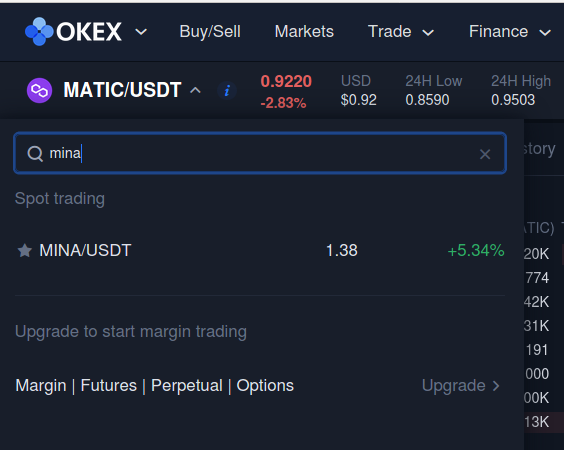 OKEX Buy/Sell Markets Trade Finance
MATIC/USDT i 0.9220 USD 24H Low 24H High
-2.83% $0.92 0.8590 0.9503
mina
story
Spot trading
MINA/USDT 1.38 +5.34%
ATIC)
20K
774
42K
31K
Upgrade to start margin trading
191
000
Margin | Futures | Perpetual | Options Upgrade
00K
13K